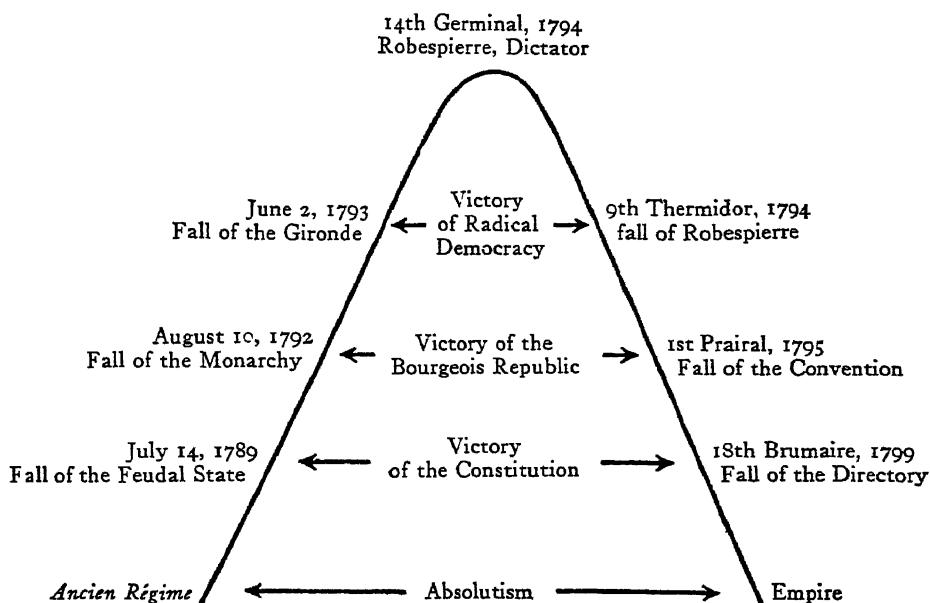 14th Germinal, 1794
Robespierre, Dictator
June 2, 1793
Fall of the Gironde
Victory
of Radical
Democracy
9th Thermidor, 1794
fall of Robespierre
August 10, 1792
Fall of the Monarchy
Victory of the
Bourgeois Republic
1st Prairal, 1795
Fall of the Convention
July 14, 1789
Fall of the Feudal State
Victory
of the Constitution
18th Brumaire, 1799
Fall of the Directory
Ancien Régime
Absolutism
Empire